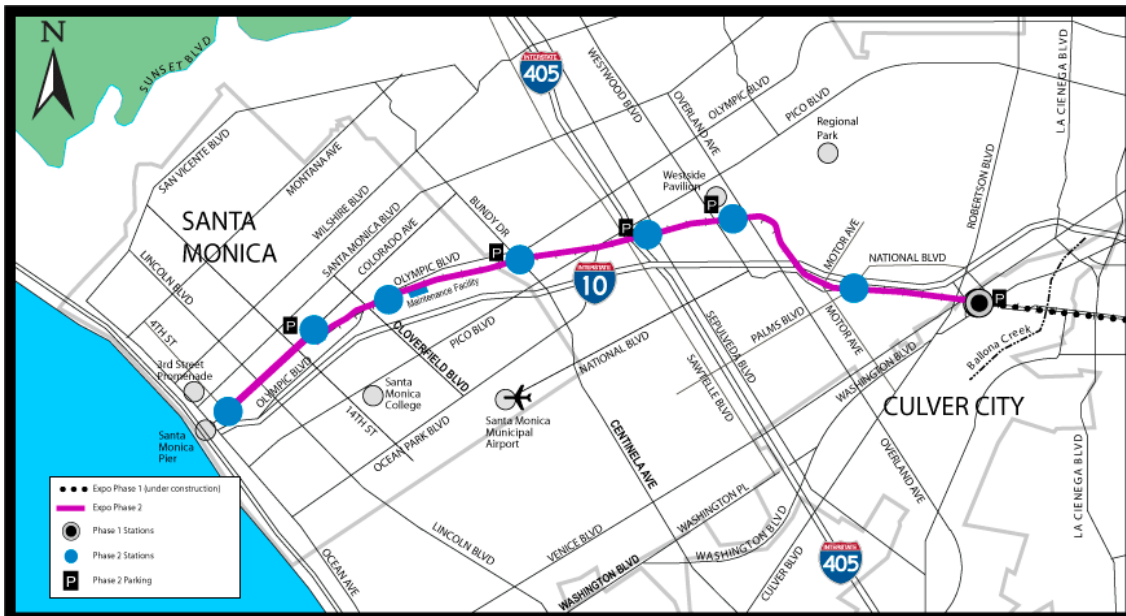 N
SUNSET BLVD
INTERSTATE
405
WESTWOOD BLVD
OVERLAND AVE
OLYMPIC BLVD
PICO BLVD
LA CIENEGA BLVD
ROBERTSON BLVD
Regional
Park
SAN VICENTE BLVD
MONTANA AVE
WILSHIRE BLVD
SANTA MONICA BLVD
COLORADO AVE
BUNDY DR
Westside
Pavilion
P
P
P
SANTA
MONICA
LINCOLN BLVD
4TH ST
OLYMPIC BLVD
Maintenance Facility
INTERSTATE
10
MOTOR AVE
NATIONAL BLVD
P
P
3rd Street
Promenade
OLYMPIC BLVD
CLOVERFIELD BLVD
PICO BLVD
NATIONAL BLVD
PALMS BLVD
MOTOR AVE
SEPULVEDA BLVD
SAWTELLE BLVD
WASHINGTON BLVD
Ballona Creek
Santa
Monica
Pier
14TH ST
Santa
Monica
College
OCEAN PARK BLVD
Santa Monica
Municipal
Airport
CENTINELA AVE
CULVER CITY
OVERLAND AVE
LA CIENEGA BLVD
Expo Phase 1 (under construction)
Expo Phase 2
Phase 1 Stations
Phase 2 Stations
P
Phase 2 Parking
OCEAN AVE
LINCOLN BLVD
VENICE BLVD
WASHINGTON BLVD
WASHINGTON PL
WASHINGTON BLVD
CULVER BLVD
INTERSTATE
405